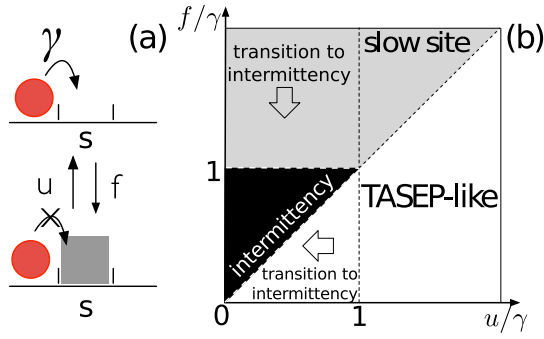 γ
(a)
s
u
f
s
f/γ
(b)
transition to
intermittency
slow site
1
intermittency
TASEP-like
transition to
intermittency
0
1
u/γ